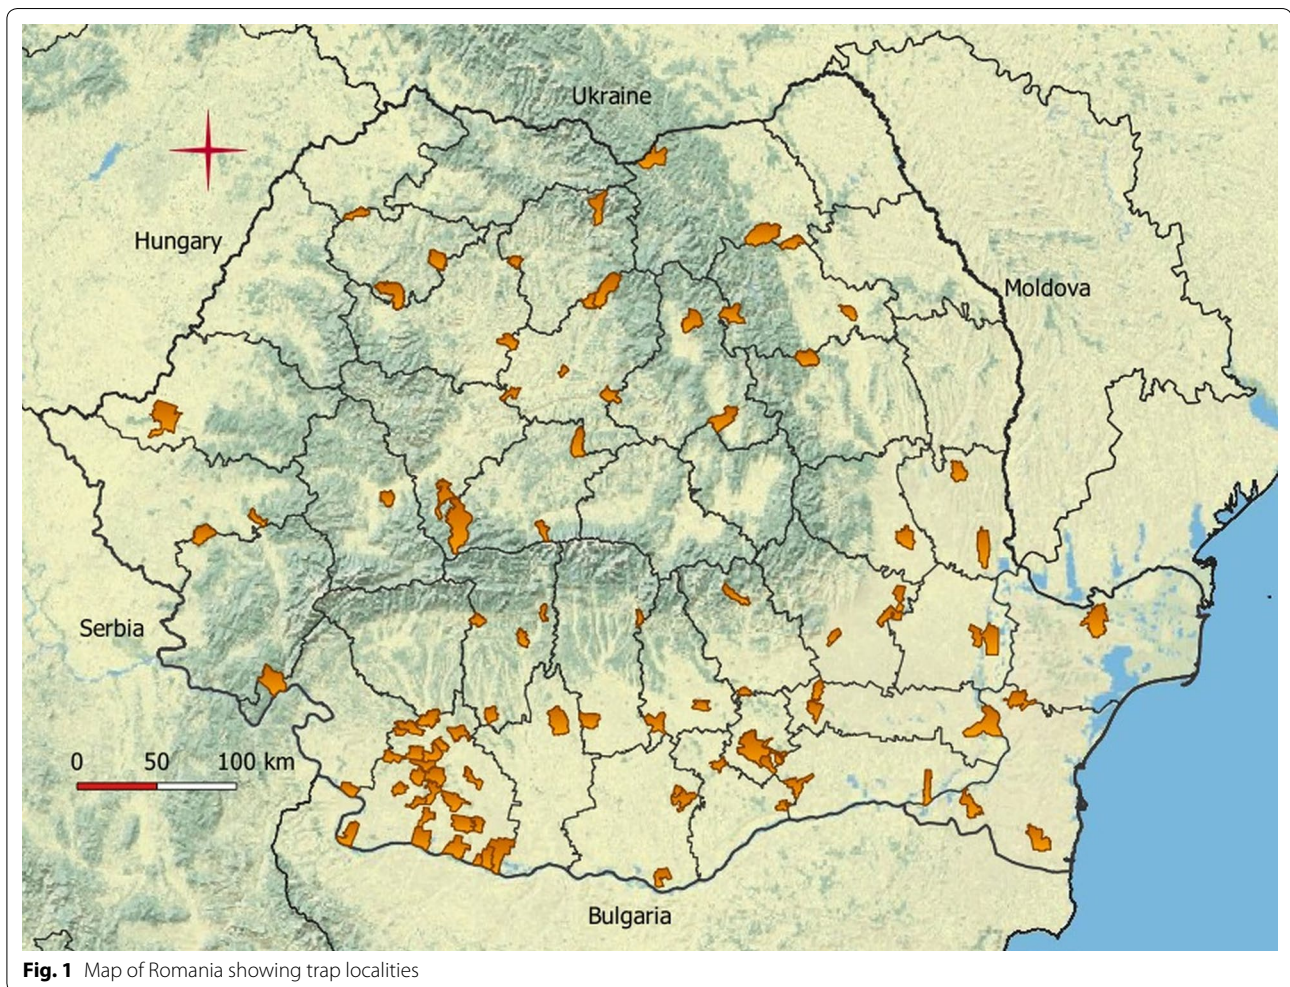 Ukraine
Hungary
Moldova
Serbia
0 50 100 km
Bulgaria
Fig. 1 Map of Romania showing trap localities